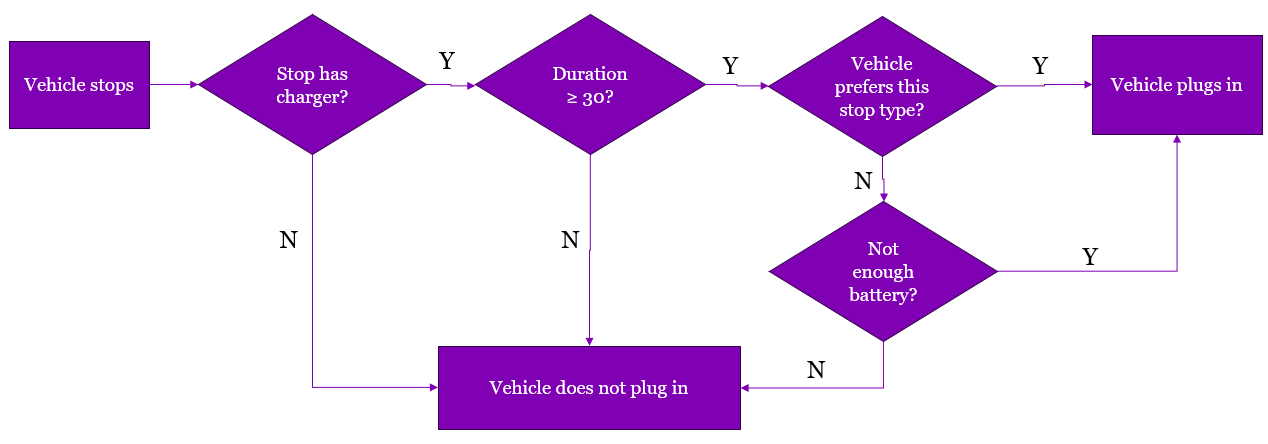 Vehicle stops
Stop has
charger?
Y
Duration
≥ 30?
Y
Vehicle
prefers this
stop type?
Y
Vehicle plugs in
N
N
N
Not
enough
battery?
Y
N
Vehicle does not plug in